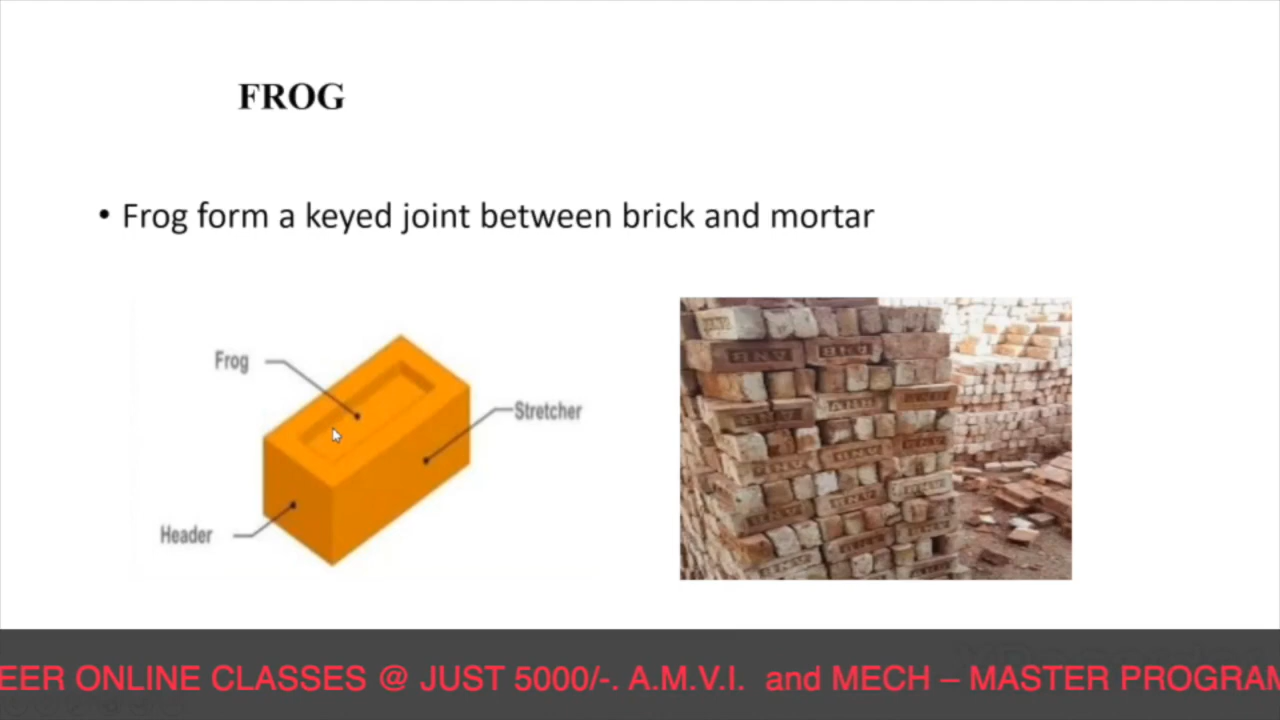 FROG
• Frog form a keyed joint between brick and mortar
Frog
Stretcher
Header
EER ONLINE CLASSES @ JUST 5000/-. A.M.V.I. and MECH – MASTER PROGRAM